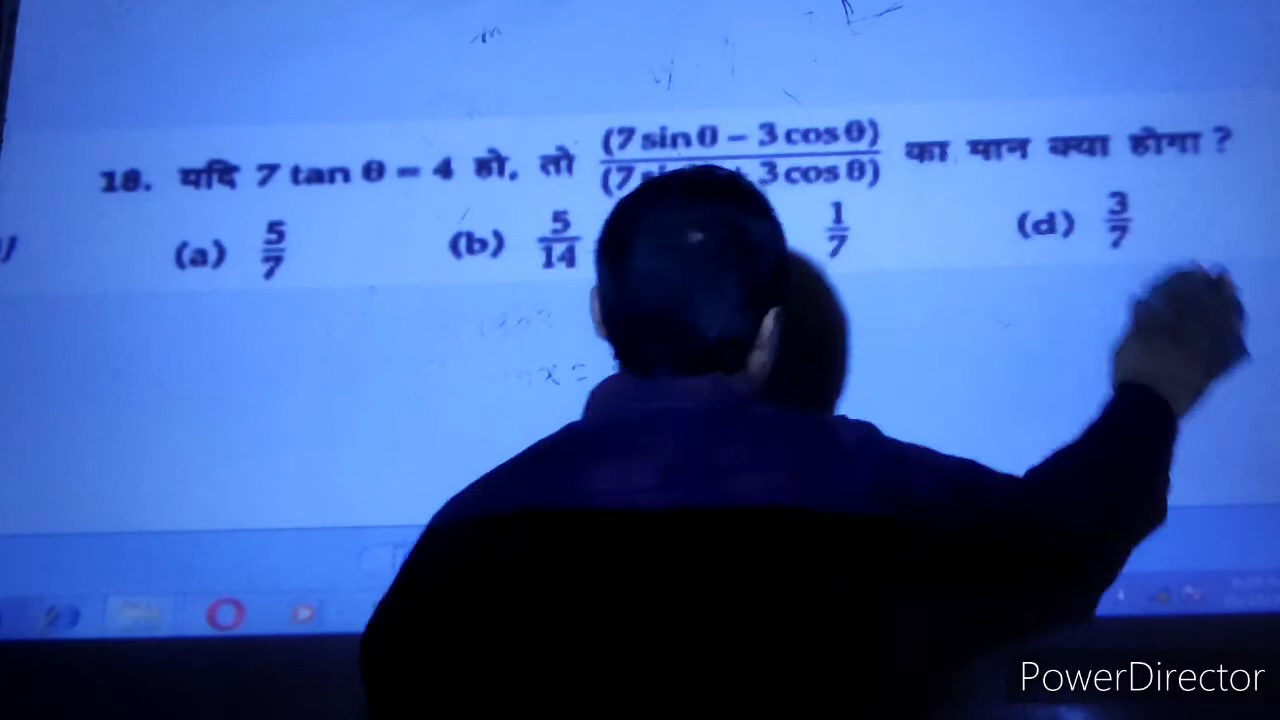 18. यदि 7 tan θ = 4 हो, तो (7 sin θ – 3 cos θ) / (7 + 3 cos θ) का मान क्या होगा ?
(a) 5/7 (b) 5/14 1/7 (d) 3/7
x =
PowerDirector